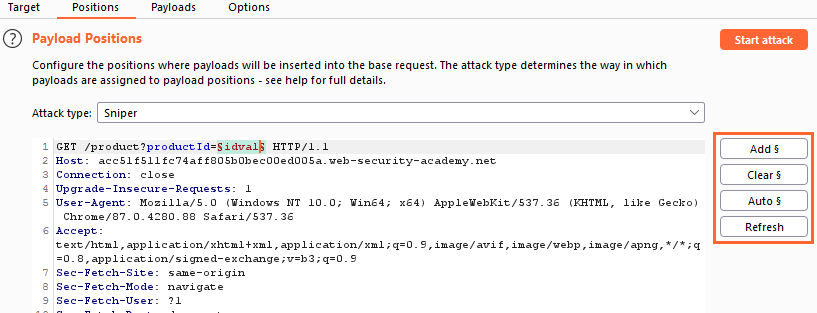 Target Positions Payloads Options
? Payload Positions
Start attack
Configure the positions where payloads will be inserted into the base request. The attack type determines the way in which
payloads are assigned to payload positions - see help for full details.
Attack type: Sniper
1 GET /product?productId=§idval§ HTTP/1.1
2 Host: acc51f511fc74aff805b0bec00ed005a.web-security-academy.net
3 Connection: close
4 Upgrade-Insecure-Requests: 1
5 User-Agent: Mozilla/5.0 (Windows NT 10.0; Win64; x64) AppleWebKit/537.36 (KHTML, like Gecko)
Chrome/87.0.4280.88 Safari/537.36
6 Accept:
text/html,application/xhtml+xml,application/xml;q=0.9,image/avif,image/webp,image/apng,*/*;q
=0.8,application/signed-exchange;v=b3;q=0.9
7 Sec-Fetch-Site: same-origin
8 Sec-Fetch-Mode: navigate
9 Sec-Fetch-User: ?1
Add §
Clear §
Auto §
Refresh